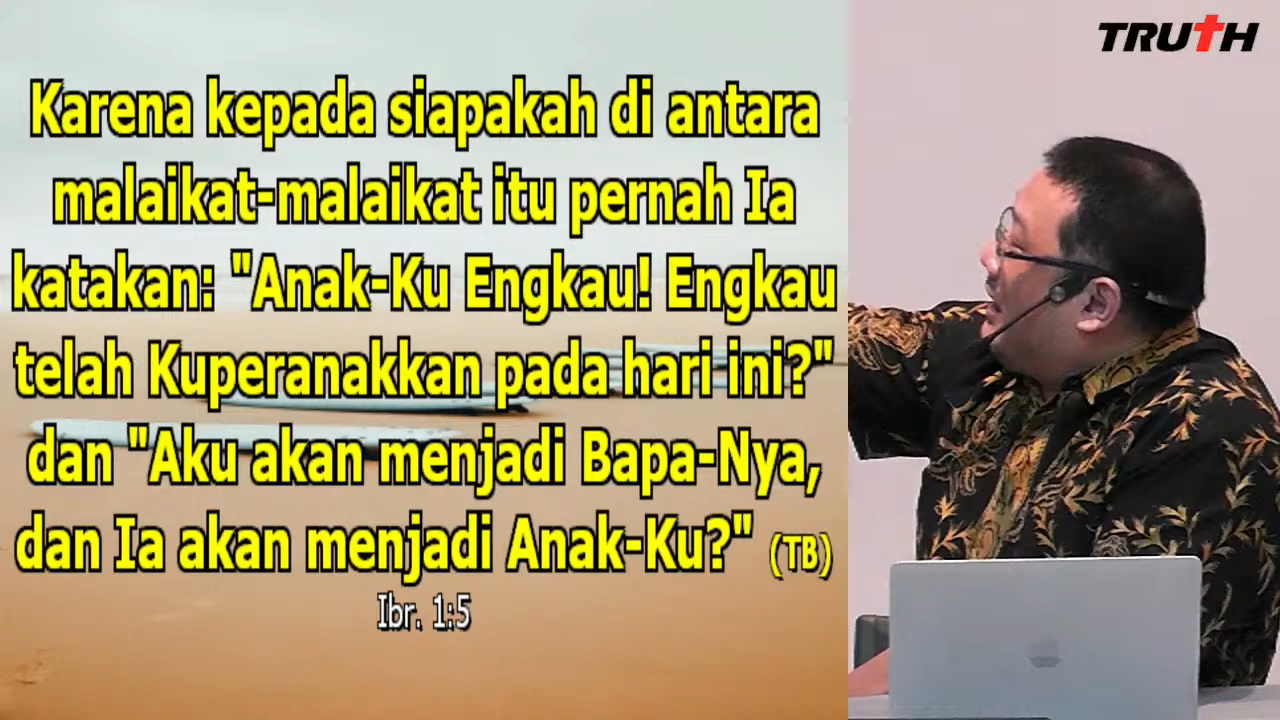 TRUTH
Karena kepada siapakah di antara
malaikat-malaikat itu pernah Ia
katakan: "Anak-Ku Engkau! Engkau
telah Kuperanakkan pada hari ini?"
dan "Aku akan menjadi Bapa-Nya,
dan Ia akan menjadi Anak-Ku?" (TB)
Ibr. 1:5